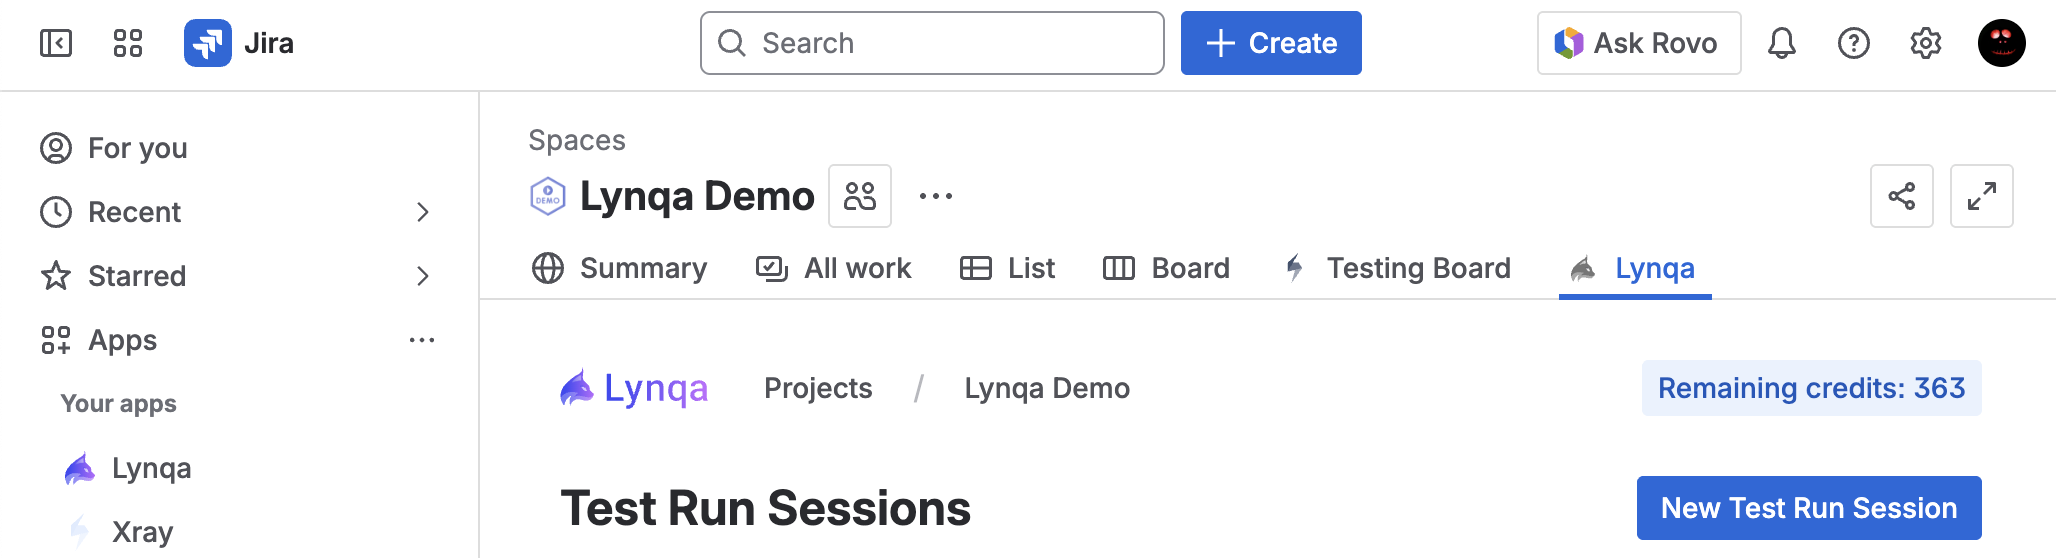 Jira
Search
Create
Ask Rovo
For you
Recent
Starred
Apps
Your apps
Lynqa
Xray
Spaces
DEMO
Lynqa Demo
Summary
All work
List
Board
Testing Board
Lynqa
Lynqa
Projects / Lynqa Demo
Remaining credits: 363
Test Run Sessions
New Test Run Session